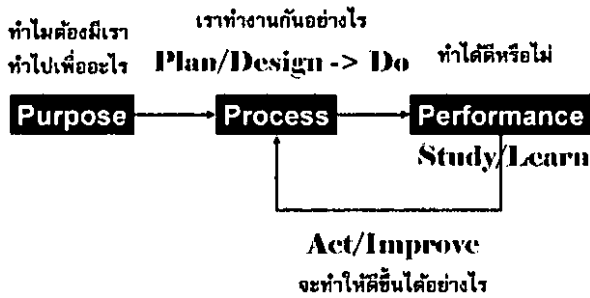 ทำไมต้องมีเรา
ทำไปเพื่ออะไร
เราทำงานกันอย่างไร
Plan/Design -> Do
ทำได้ดีหรือไม่
Purpose
Process
Performance
Study/Learn
Act/Improve
จะทำให้ดีขึ้นได้อย่างไร